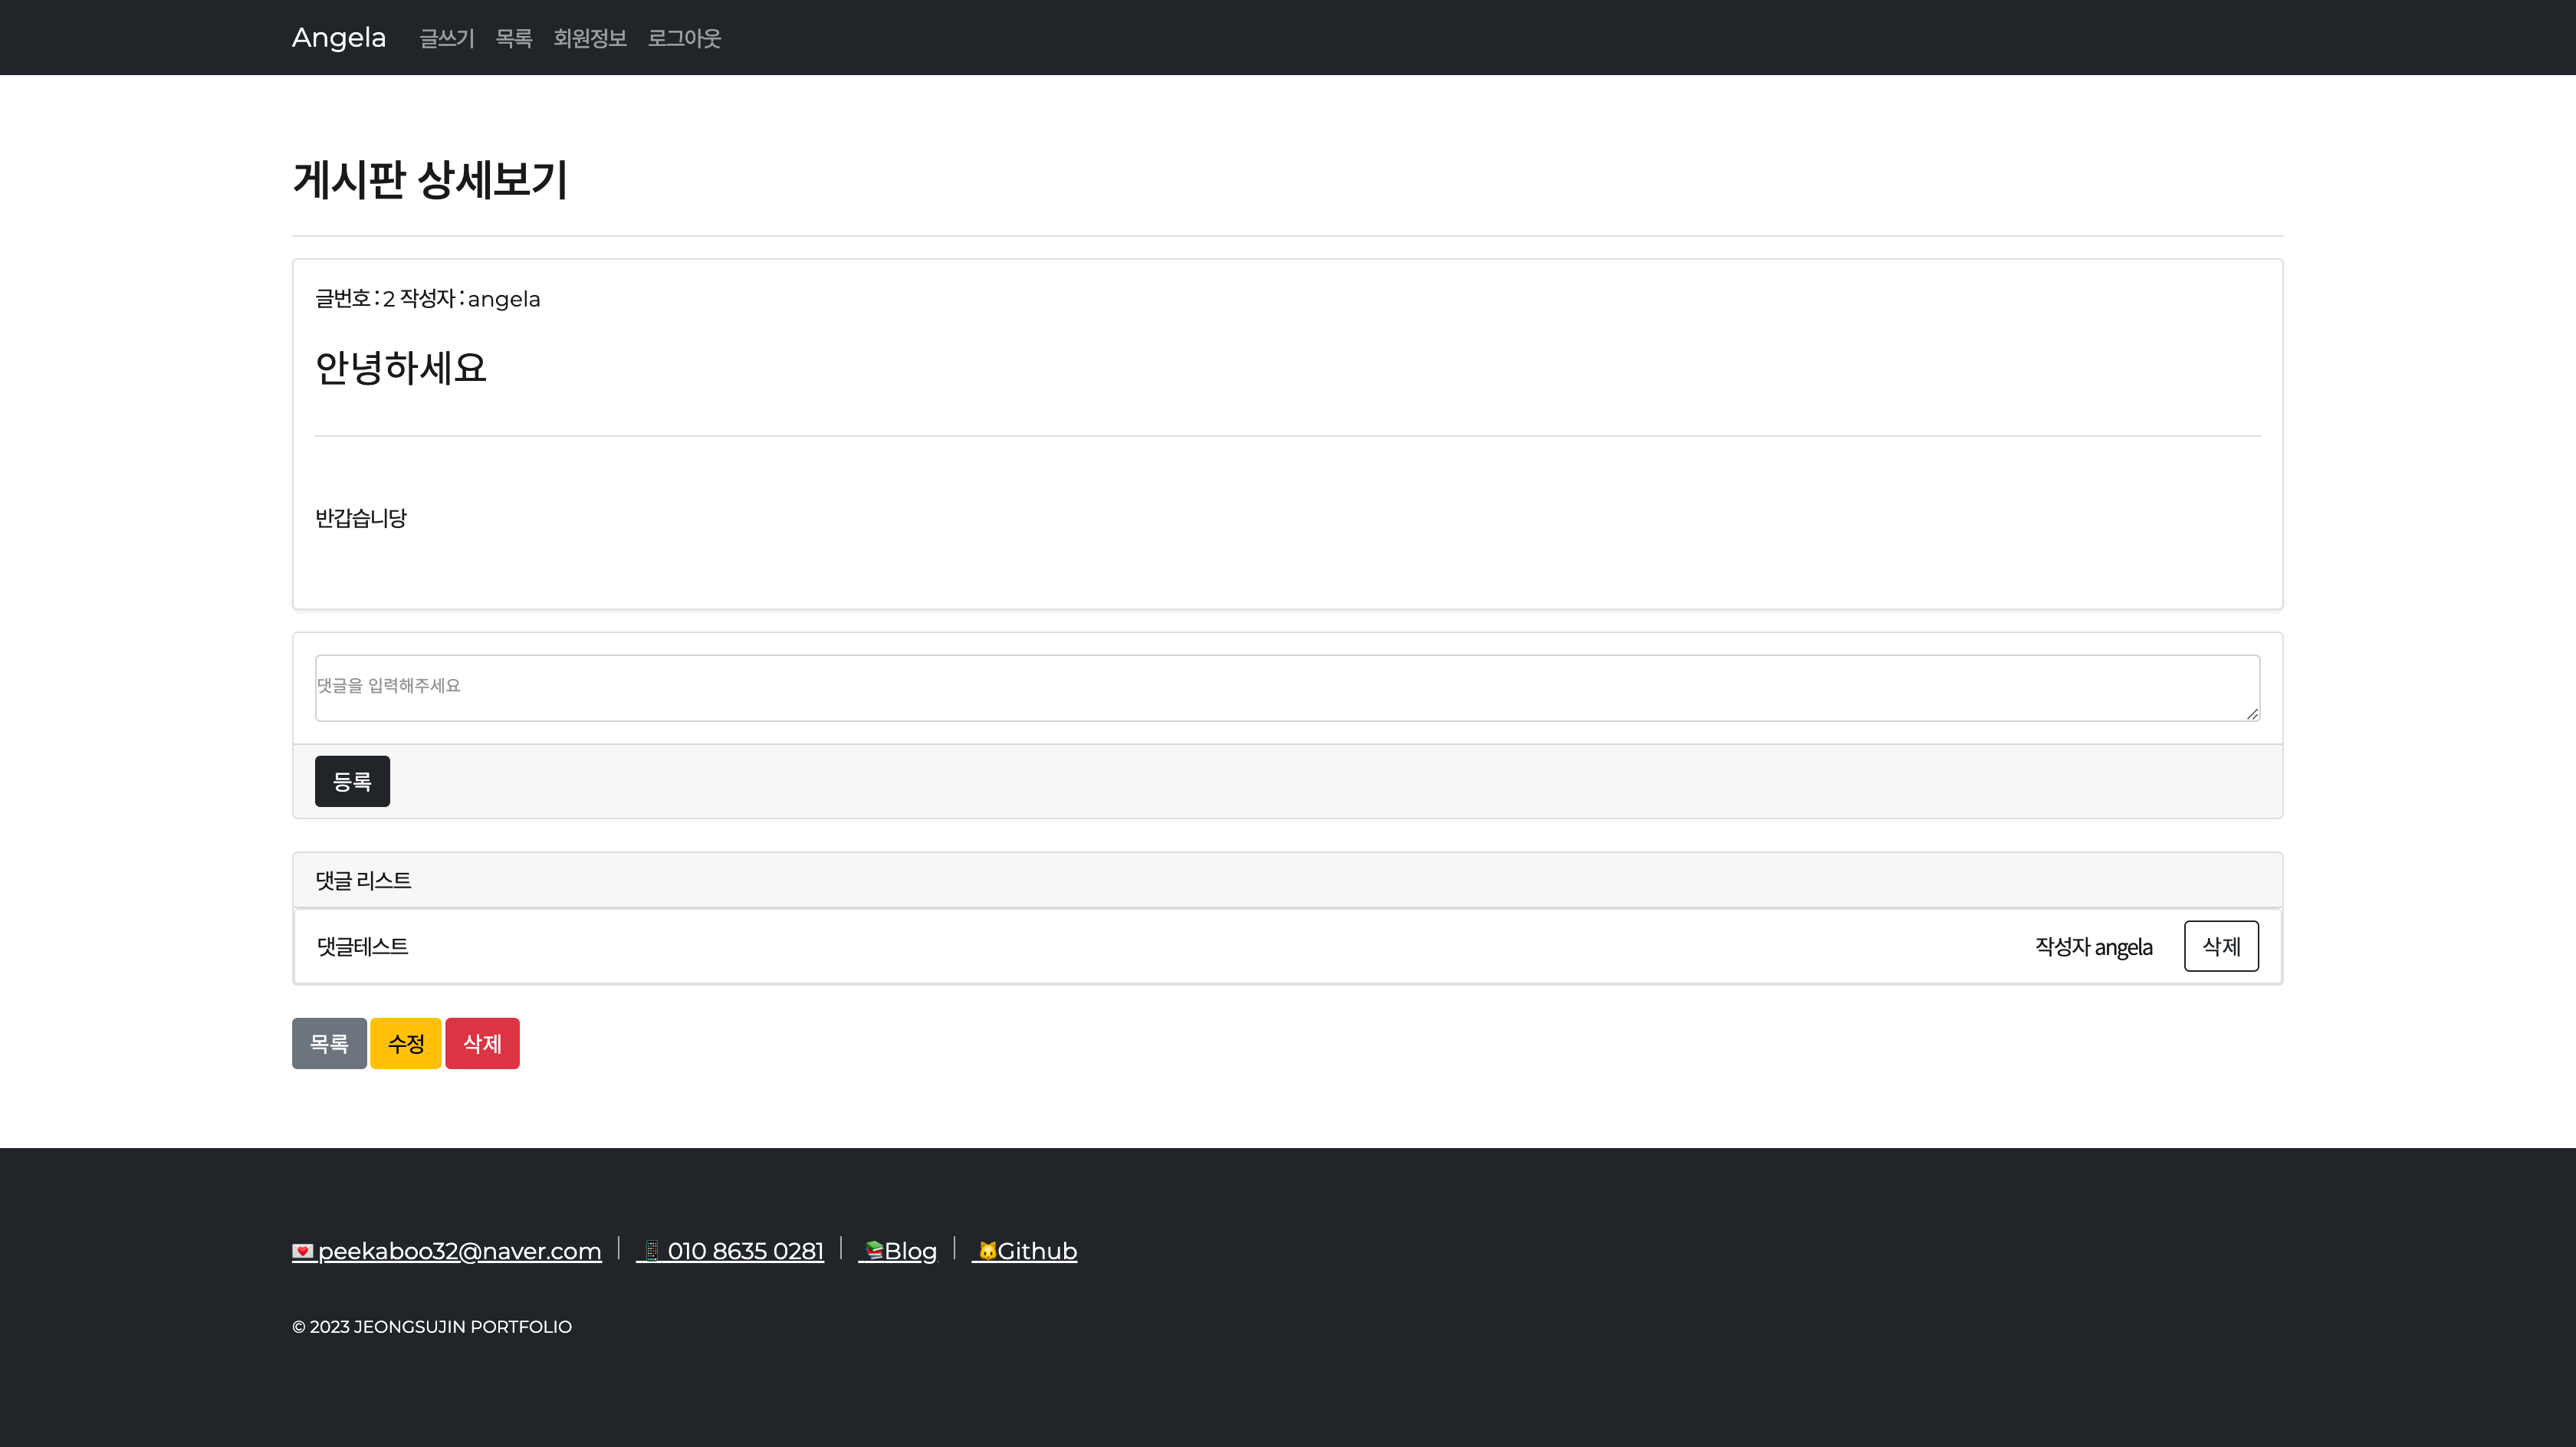 Angela 글쓰기 목록 회원정보 로그아웃
게시판 상세보기
글번호 : 2 작성자 : angela
안녕하세요
반갑습니당
댓글을 입력해주세요
등록
댓글 리스트
댓글테스트 작성자 angela 삭제
목록 수정 삭제
💌peekaboo32@naver.com | 📱 010 8635 0281 | 📚Blog | 🐱Github
© 2023 JEONGSUJIN PORTFOLIO